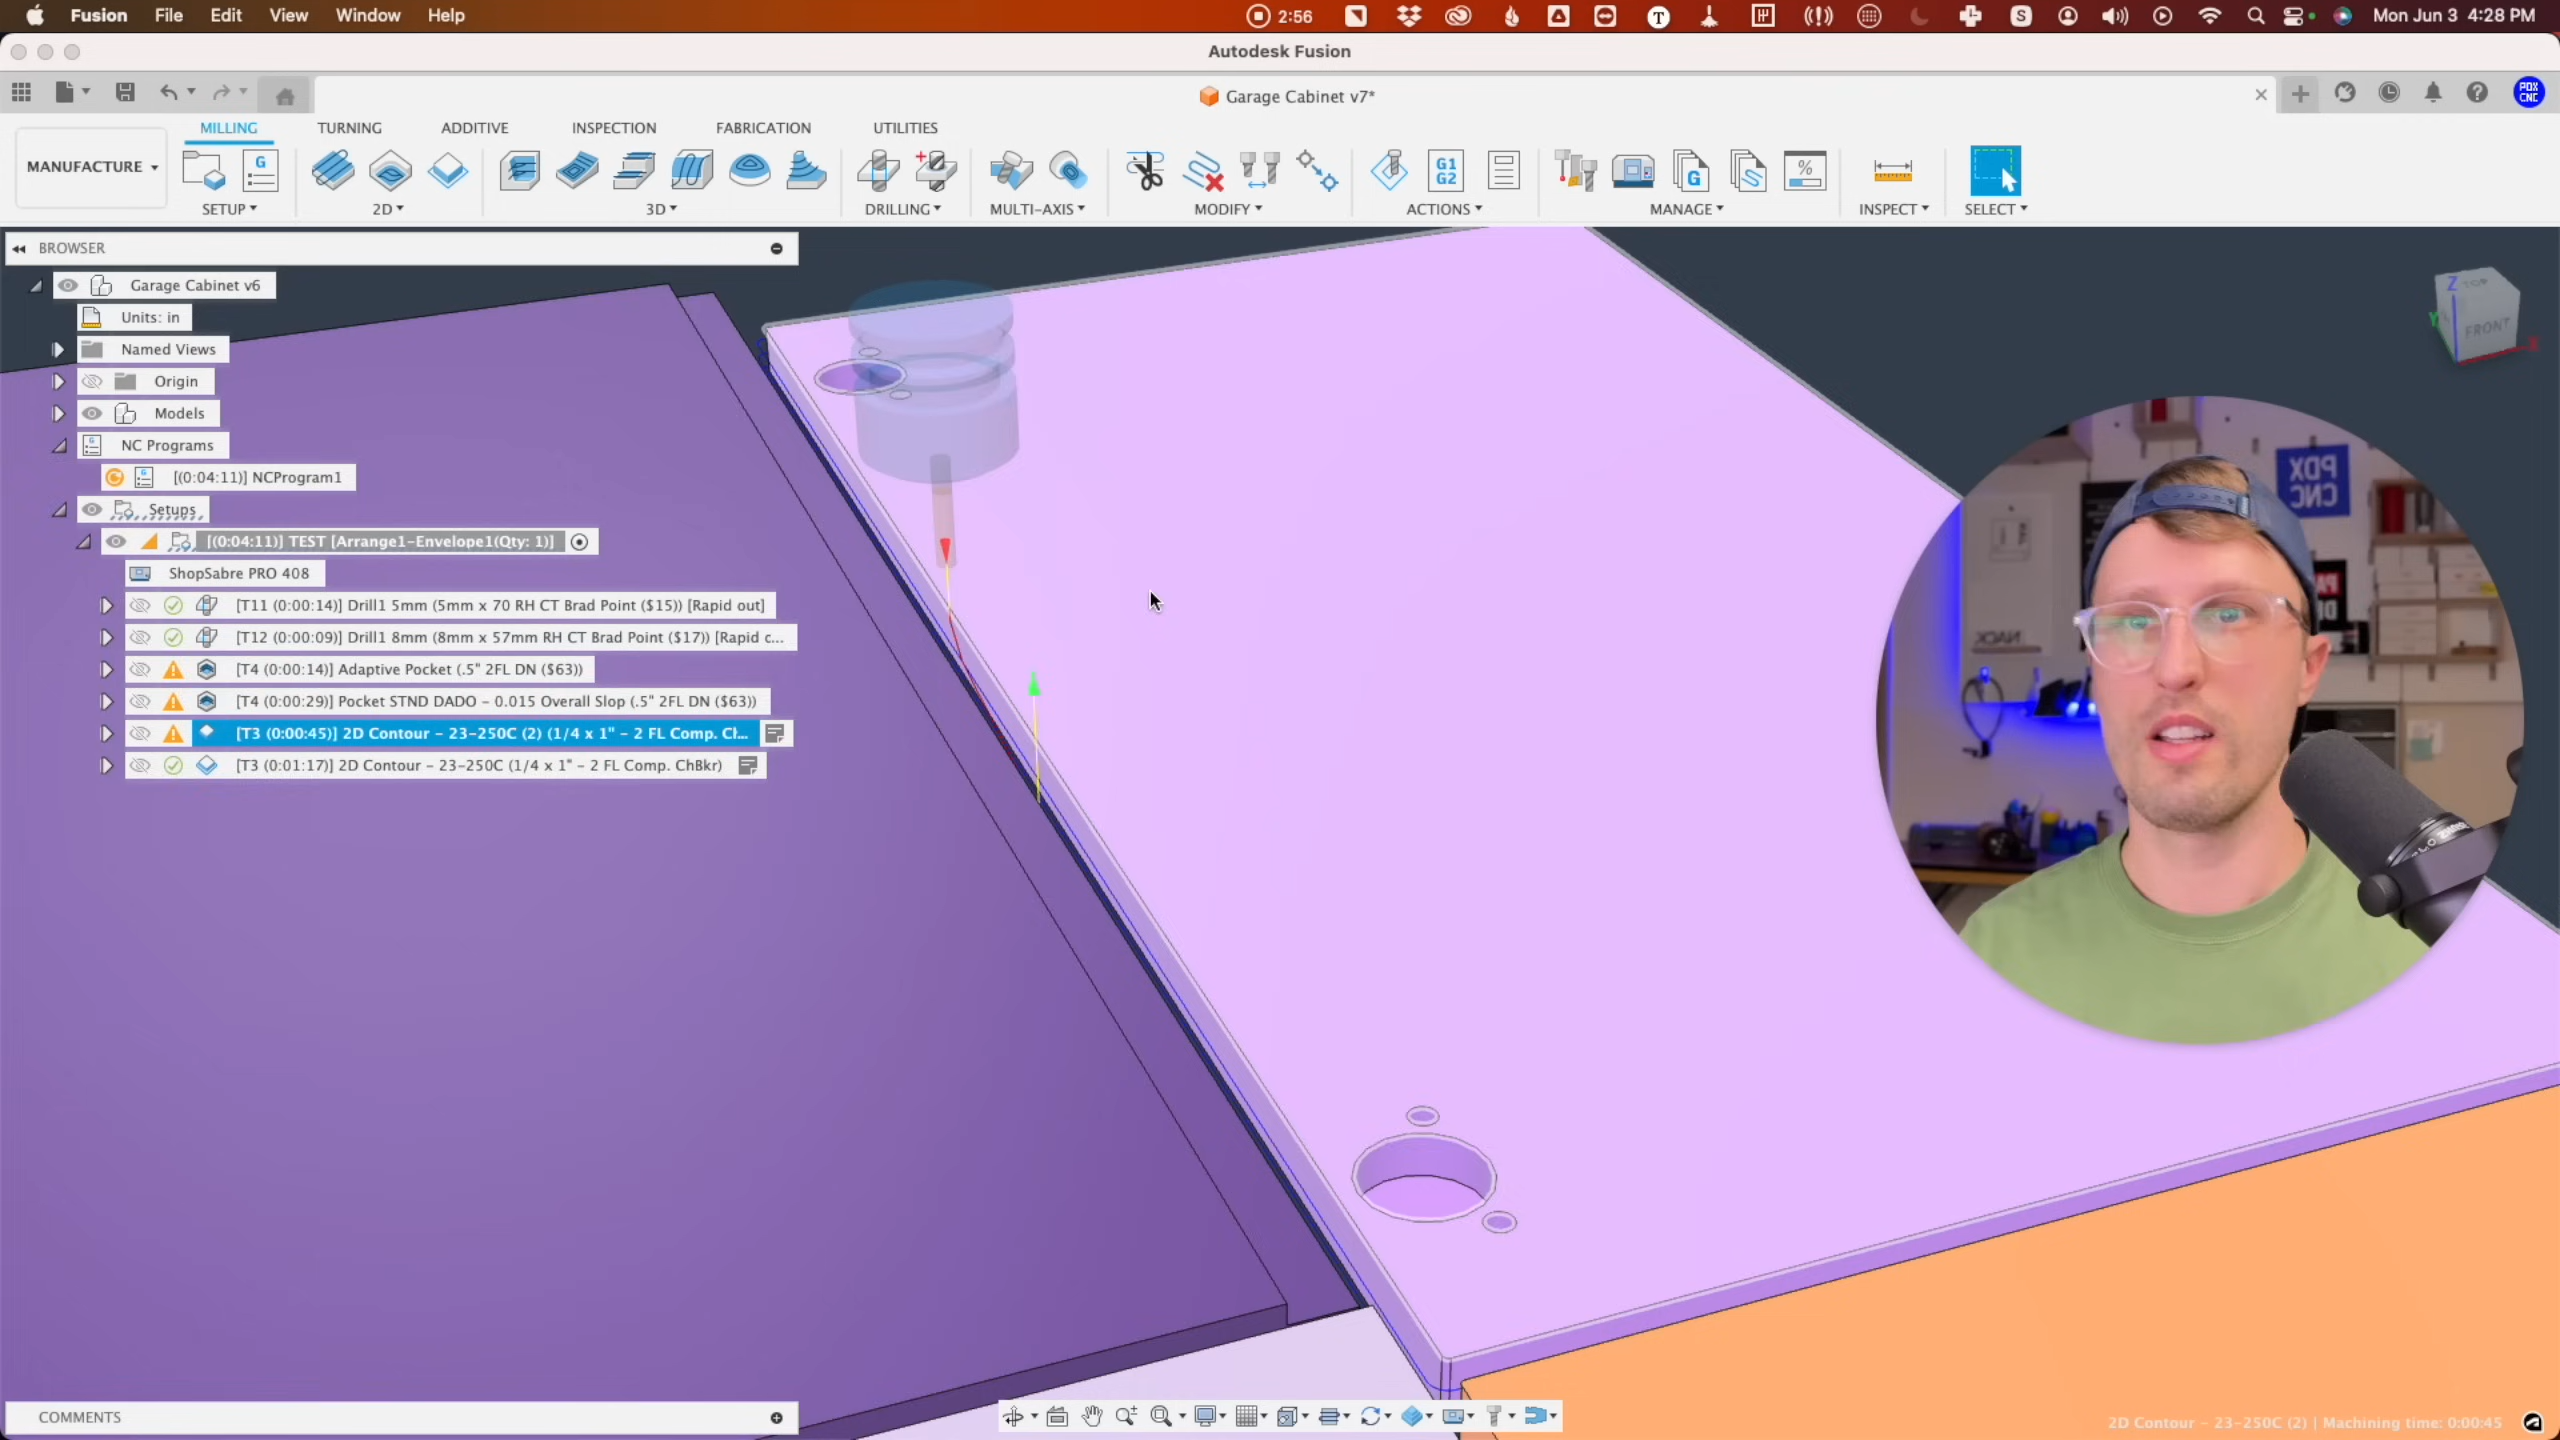 Fusion File Edit View Window Help 2:56 Mon Jun 3 4:28 PM
Autodesk Fusion
Garage Cabinet v7*
PDX CNC
MILLING TURNING ADDITIVE INSPECTION FABRICATION UTILITIES
MANUFACTURE
SETUP 2D 3D DRILLING MULTI-AXIS MODIFY ACTIONS MANAGE INSPECT SELECT
BROWSER
Garage Cabinet v6
Units: in
Named Views
Origin
Models
NC Programs
[(0:04:11)] NCProgram1
Setups
[(0:04:11)] TEST [Arrange1-Envelope1(Qty: 1)]
ShopSabre PRO 408
[T11 (0:00:14)] Drill1 5mm (5mm x 70 RH CT Brad Point ($15)) [Rapid out]
[T12 (0:00:09)] Drill1 8mm (8mm x 57mm RH CT Brad Point ($17)) [Rapid c...
[T4 (0:00:14)] Adaptive Pocket (.5" 2FL DN ($63))
[T4 (0:00:29)] Pocket STND DADO - 0.015 Overall Slop (.5" 2FL DN ($63))
[T3 (0:00:45)] 2D Contour - 23-250C (2) (1/4 x 1" - 2 FL Comp. Cl...
[T3 (0:01:17)] 2D Contour - 23-250C (1/4 x 1" - 2 FL Comp. ChBkr)
Z TOP
FRONT
PDX
CNC
COMMENTS
2D Contour - 23-250C (2) | Machining time: 0:00:45